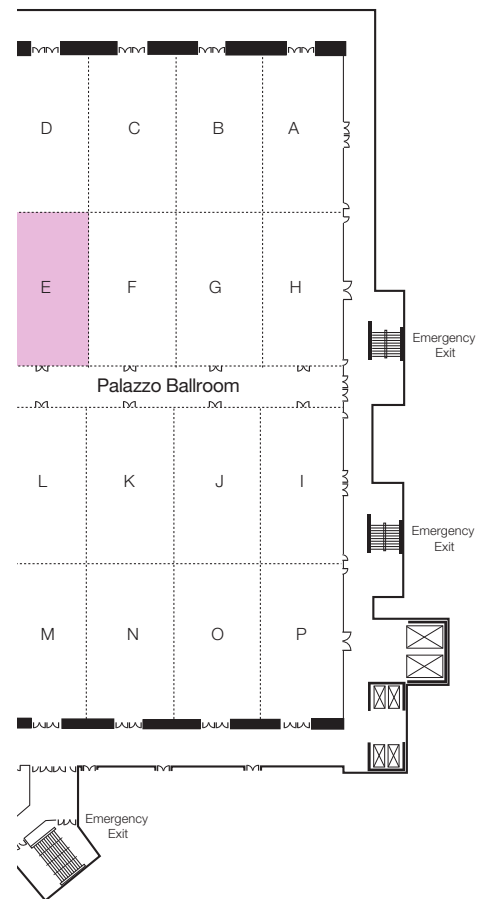 D
C
B
A
E
F
G
H
Emergency
Exit
Palazzo Ballroom
L
K
J
I
Emergency
Exit
M
N
O
P
Emergency
Exit